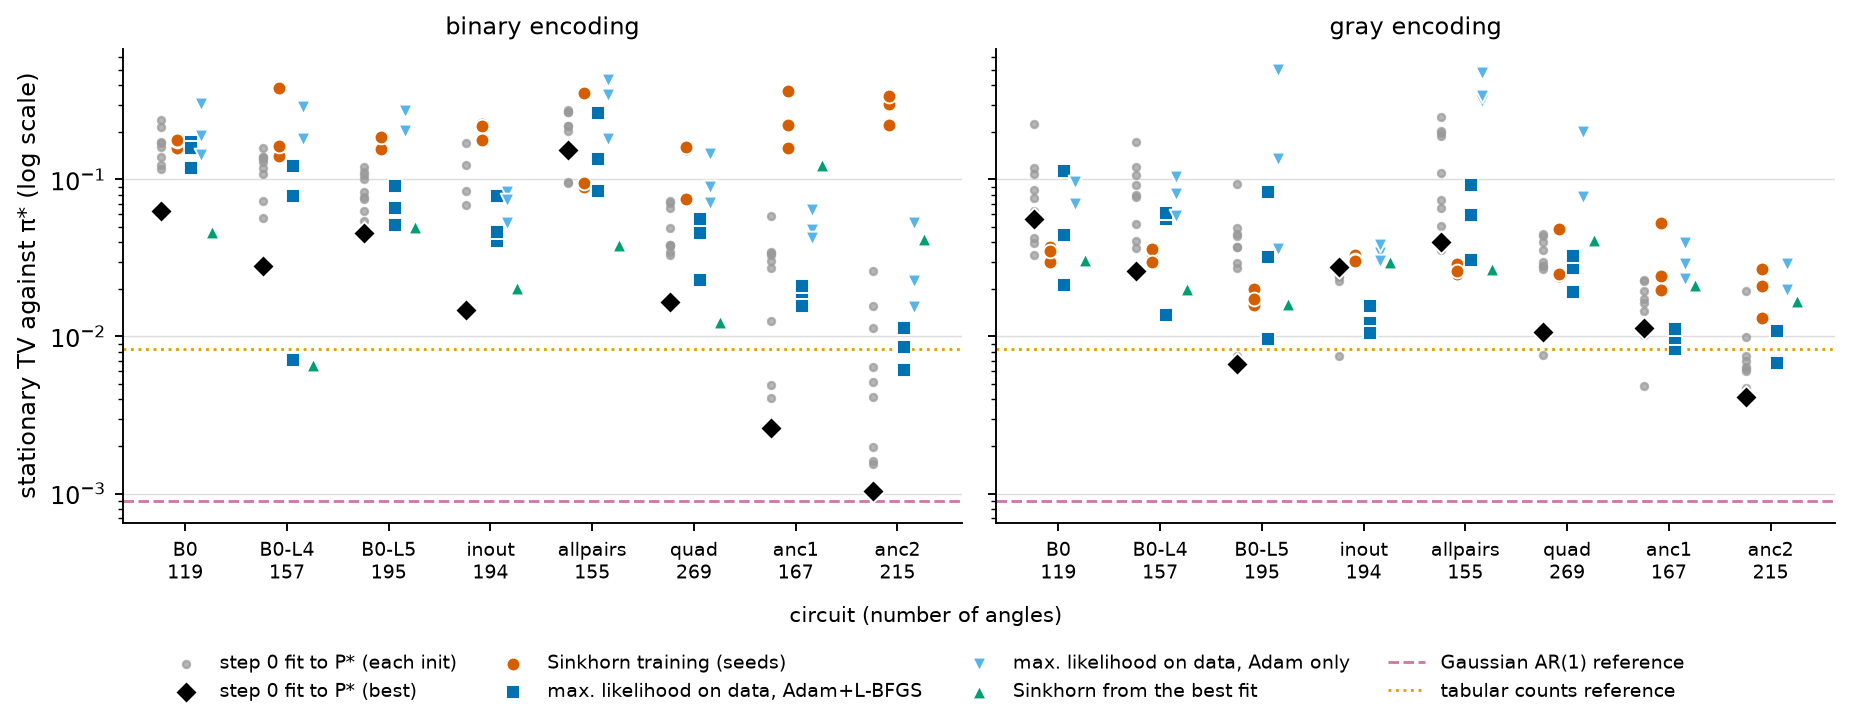 binary encoding
gray encoding
stationary TV against π* (log scale)
10⁻¹
10⁻²
10⁻³
B0 B0-L4 B0-L5 inout allpairs quad anc1 anc2
119 157 195 194 155 269 167 215
B0 B0-L4 B0-L5 inout allpairs quad anc1 anc2
119 157 195 194 155 269 167 215
circuit (number of angles)
step 0 fit to P* (each init)
step 0 fit to P* (best)
Sinkhorn training (seeds)
max. likelihood on data, Adam+L-BFGS
max. likelihood on data, Adam only
Sinkhorn from the best fit
Gaussian AR(1) reference
tabular counts reference